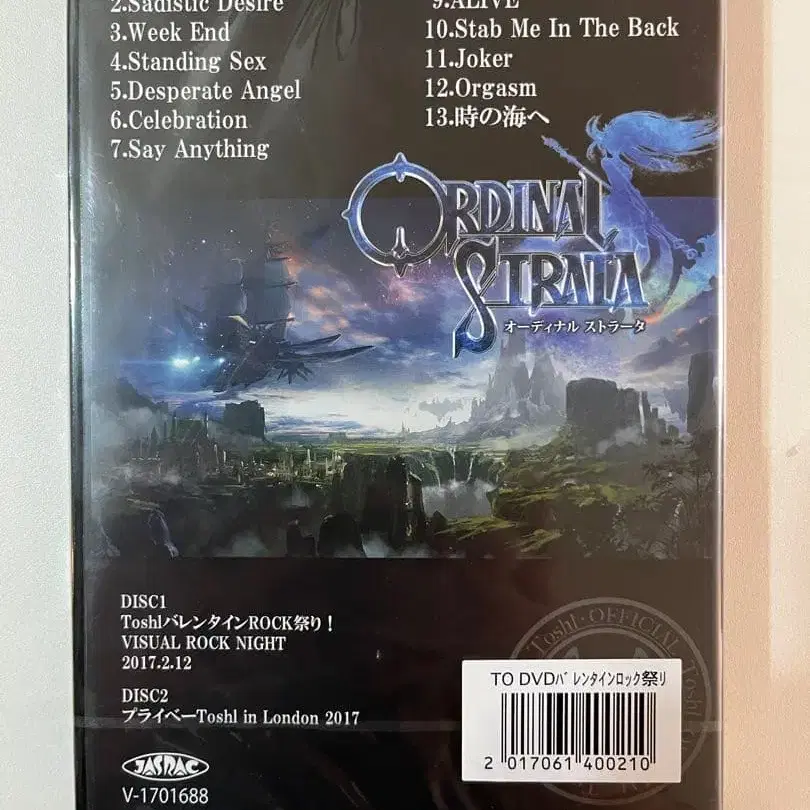 2.Sadistic Desire
3.Week End
4.Standing Sex
5.Desperate Angel
6.Celebration
7.Say Anything
9.ALIVE
10.Stab Me In The Back
11.Joker
12.Orgasm
13.時の海へ
ORDINAL
STRATA
オーディナル ストラータ
DISC1
ToshlバレンタインROCK祭り!
VISUAL ROCK NIGHT
2017.2.12
DISC2
プライベーToshl in London 2017
Toshl・OFFICIAL
Toshl
TO DVDバレンタインロック祭り
2 017061 400210
JASRAC
V-1701688